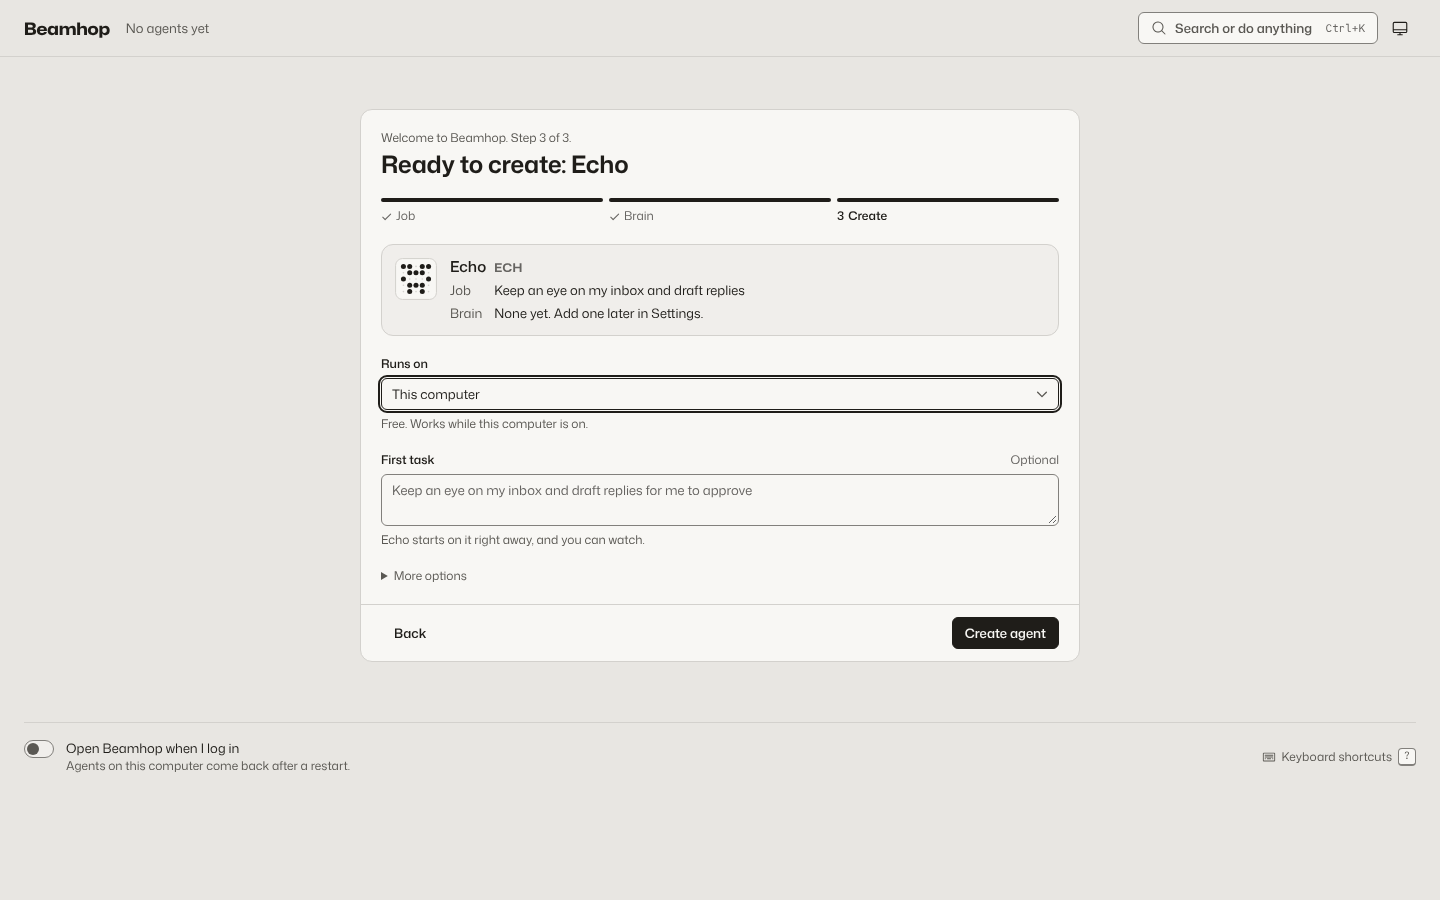 Beamhop No agents yet
Search or do anything Ctrl+K
Welcome to Beamhop. Step 3 of 3.
Ready to create: Echo
Job
Brain
3 Create
Echo ECH
Job Keep an eye on my inbox and draft replies
Brain None yet. Add one later in Settings.
Runs on
This computer
Free. Works while this computer is on.
First task Optional
Keep an eye on my inbox and draft replies for me to approve
Echo starts on it right away, and you can watch.
More options
Back Create agent
Open Beamhop when I log in
Agents on this computer come back after a restart.
Keyboard shortcuts ?